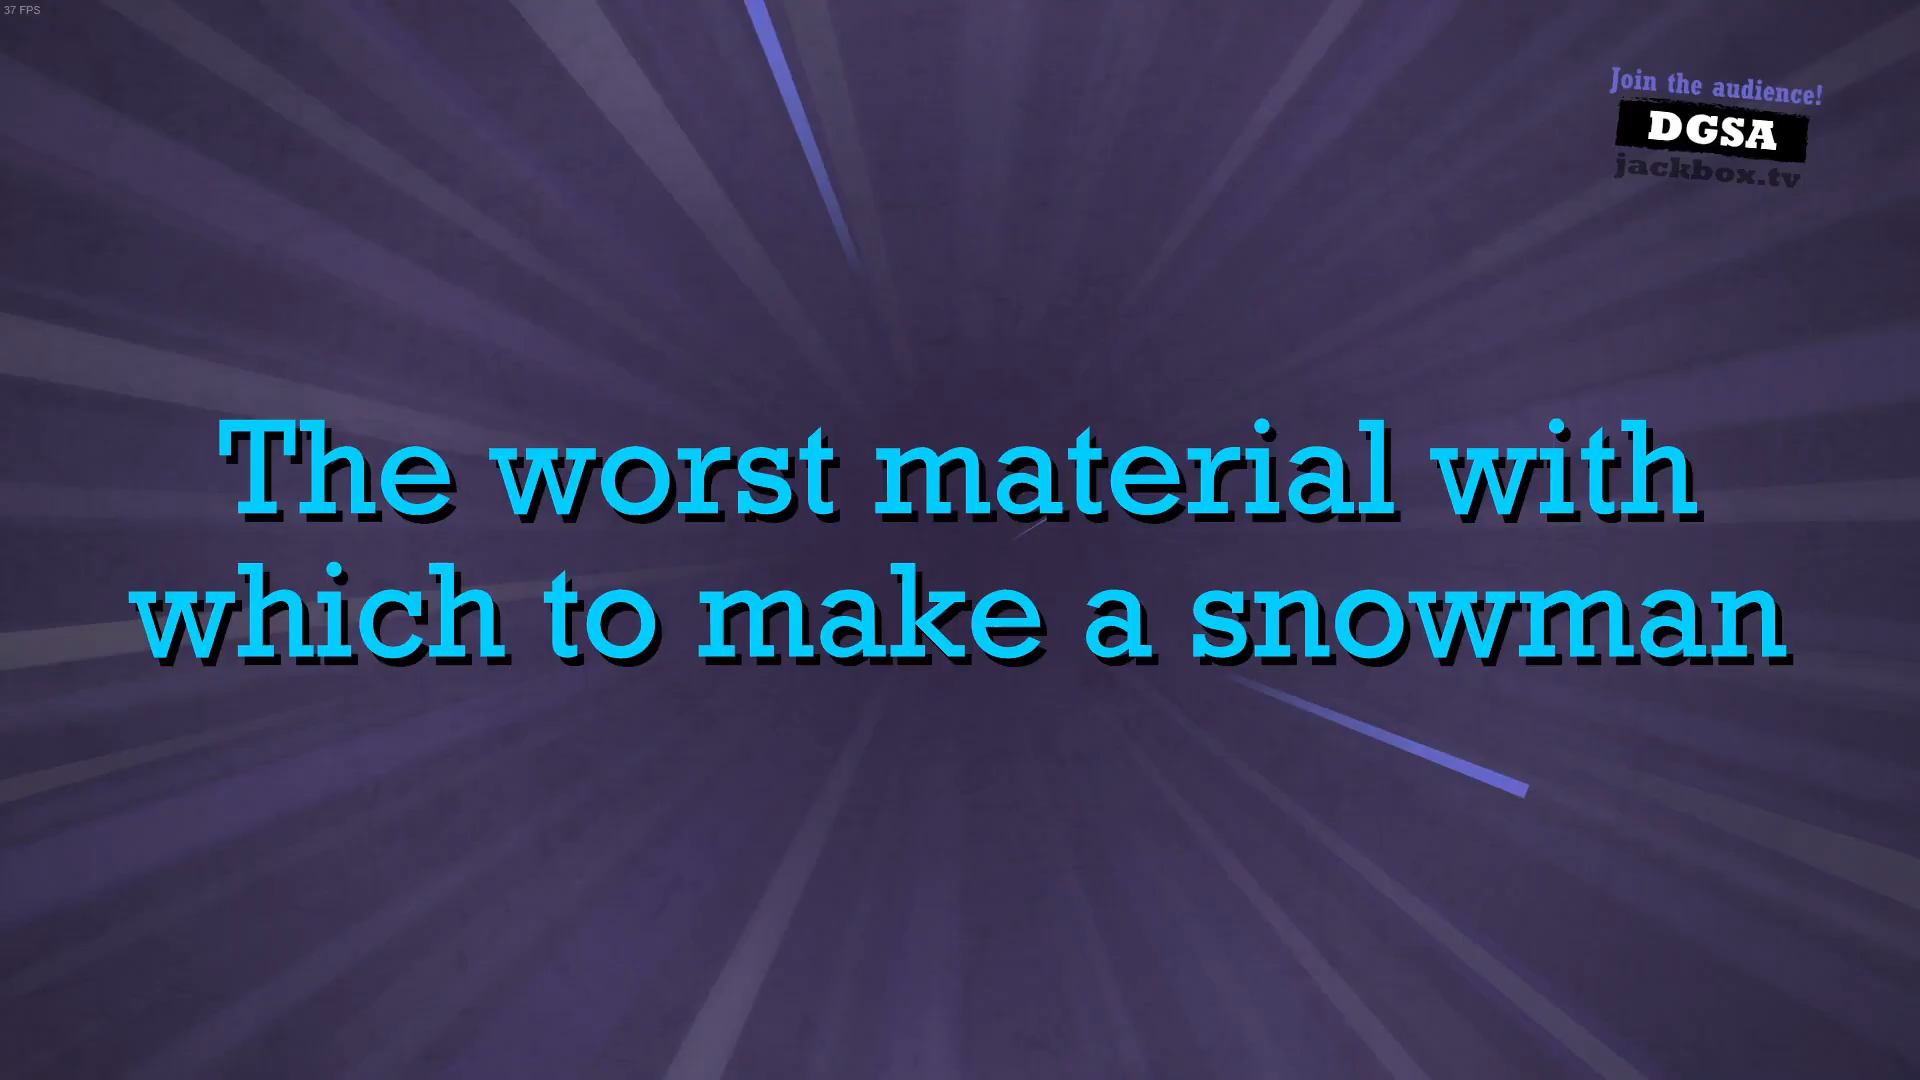 37 FPS
Join the audience!
DGSA
jackbox.tv
The worst material with
which to make a snowman